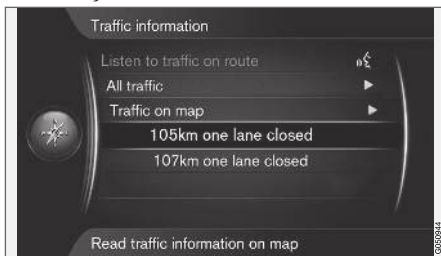 Traffic information
Listen to traffic on route
All traffic
Traffic on map
105km one lane closed
107km one lane closed
Read traffic information on map
G050944